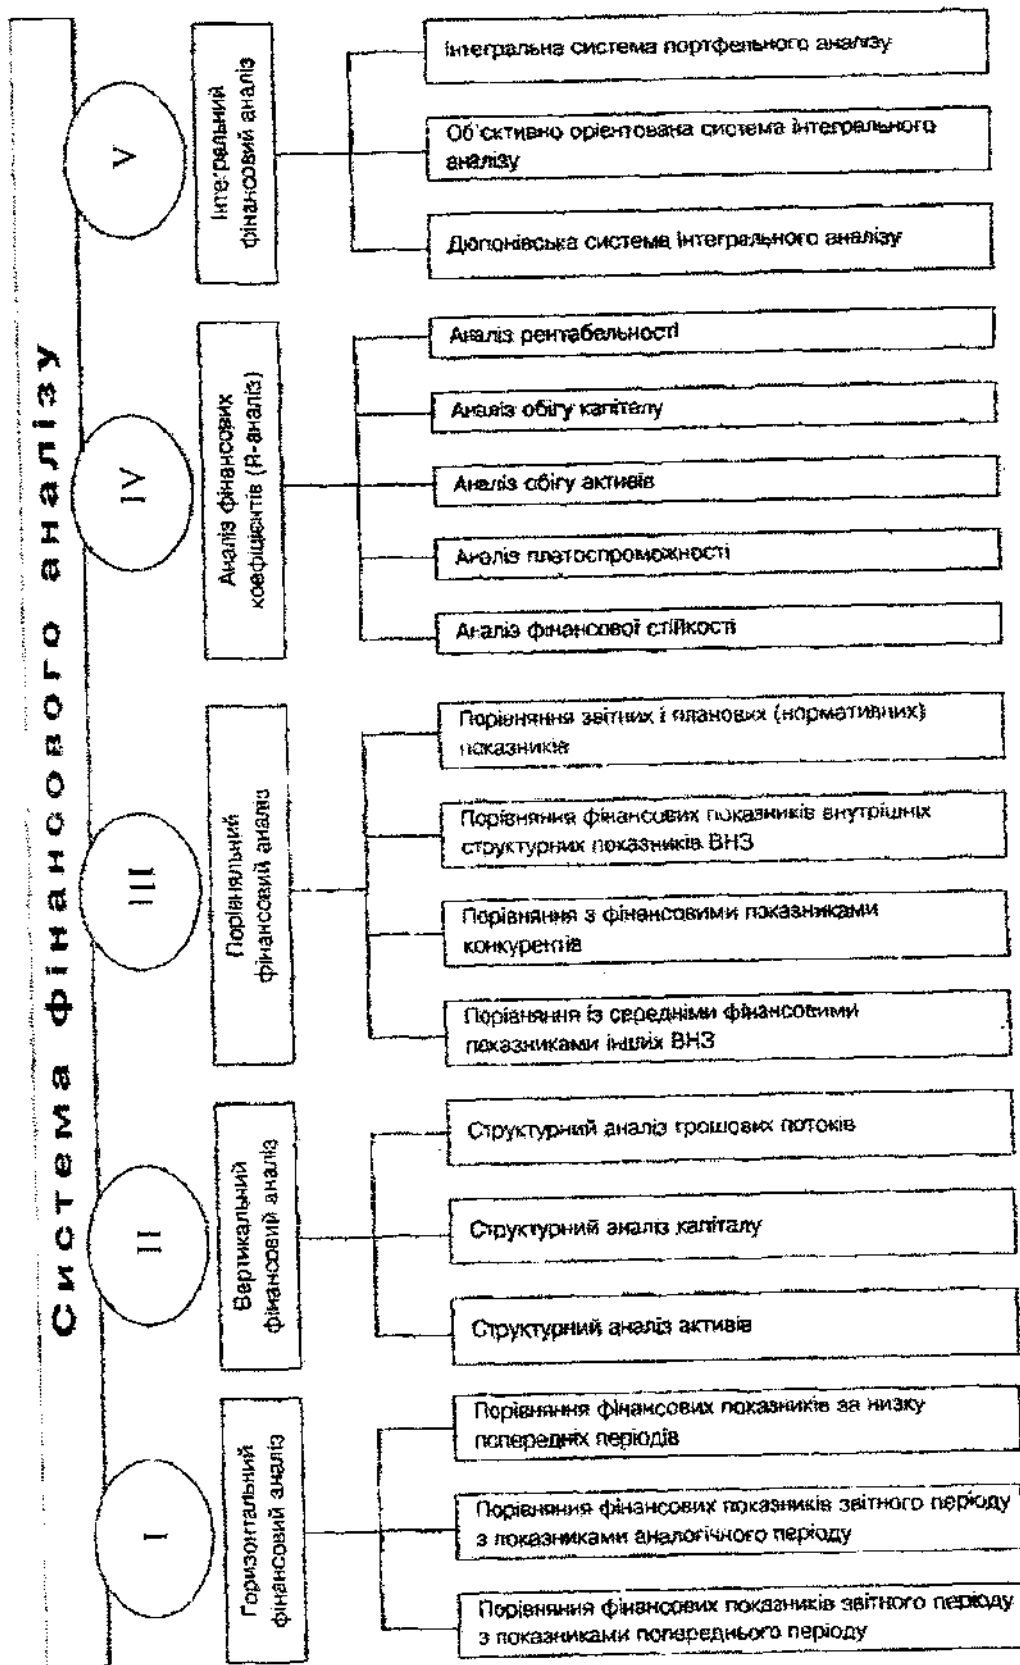 Система фінансового аналізу
V
Інтегральний
фінансовий аналіз
Інтегральна система портфельного аналізу
Об'єктивно орієнтована система інтегрального
аналізу
Дюпонівська система інтегрального аналізу
IV
Аналіз фінансових
коефіцієнтів (R-аналіз)
Аналіз рентабельності
Аналіз обігу капіталу
Аналіз обігу активів
Аналіз платоспроможності
Аналіз фінансової стійкості
III
Порівняльний
фінансовий аналіз
Порівняння звітних і планових (нормативних)
показників
Порівняння фінансових показників внутрішніх
структурних показників ВНЗ
Порівняння з фінансовими показниками
конкурентів
Порівняння із середніми фінансовими
показниками інших ВНЗ
II
Вертикальний
фінансовий аналіз
Структурний аналіз грошових потоків
Структурний аналіз капіталу
Структурний аналіз активів
I
Горизонтальний
фінансовий аналіз
Порівняння фінансових показників за низку
попередніх періодів
Порівняння фінансових показників звітного періоду
з показниками аналогічного періоду
Порівняння фінансових показників звітного періоду
з показниками попереднього періоду